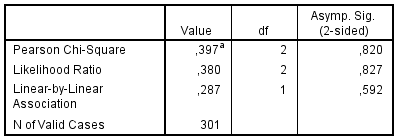 Value df Asymp. Sig. (2-sided)
Pearson Chi-Square ,397a 2 ,820
Likelihood Ratio ,380 2 ,827
Linear-by-Linear Association ,287 1 ,592
N of Valid Cases 301